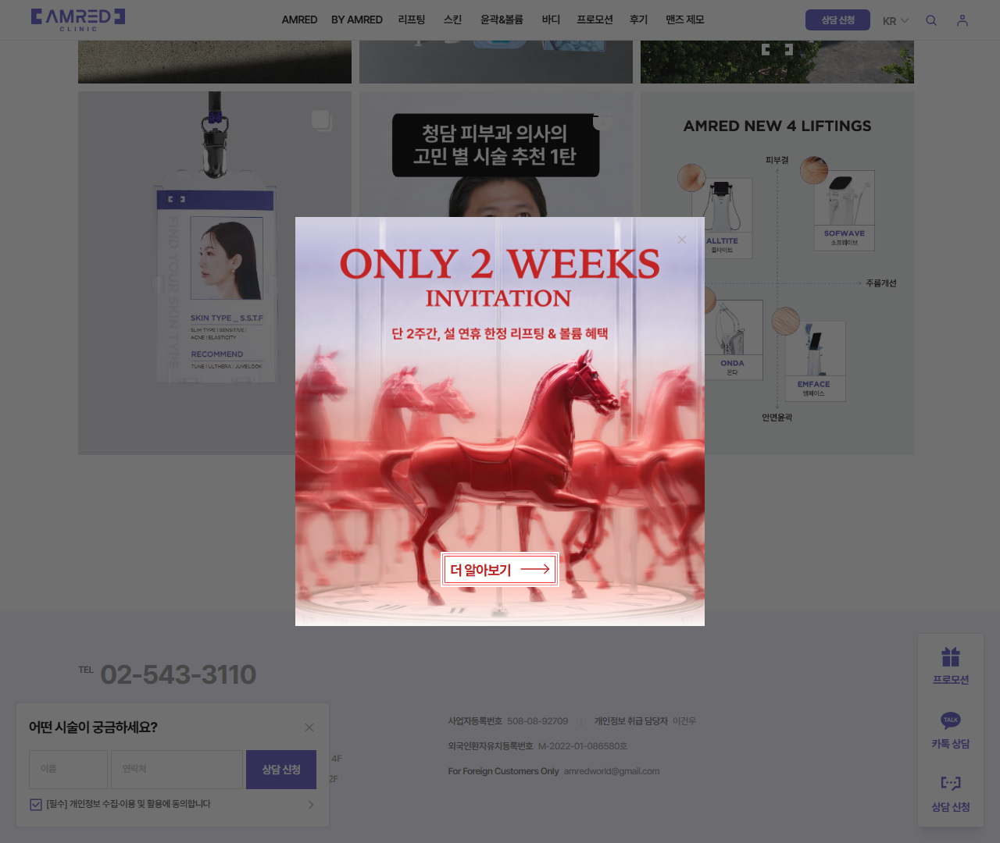 AMRED
CLINIC
AMRED BY AMRED 리프팅 스킨 윤곽&볼륨 바디 프로모션 후기 맨즈 제모
상담 신청
KR
FIND YOUR SKIN TYPE
SKIN TYPE _ S.S.T.F
SLIM TYPE I SENSITIVE I
ACNE I ELASTICITY
RECOMMEND
TUNE I ULTHERA I JUVELOOK
청담 피부과 의사의
고민 별 시술 추천 1탄
AMRED NEW 4 LIFTINGS
피부결
ALLTITE
올타이트
SOFWAVE
소프웨이브
주름개선
ONDA
온다
EMFACE
엠페이스
안면윤곽
ONLY 2 WEEKS
INVITATION
단 2주간, 설 연휴 한정 리프팅 & 볼륨 혜택
더 알아보기
TEL 02-543-3110
어떤 시술이 궁금하세요?
이름
연락처
상담 신청
[필수] 개인정보 수집·이용 및 활용에 동의합니다
4F
2F
사업자등록번호 508-08-92709 | 개인정보 취급 담당자 이건우
외국인환자유치등록번호 M-2022-01-086580호
For Foreign Customers Only amredworld@gmail.com
프로모션
TALK
카톡 상담
상담 신청